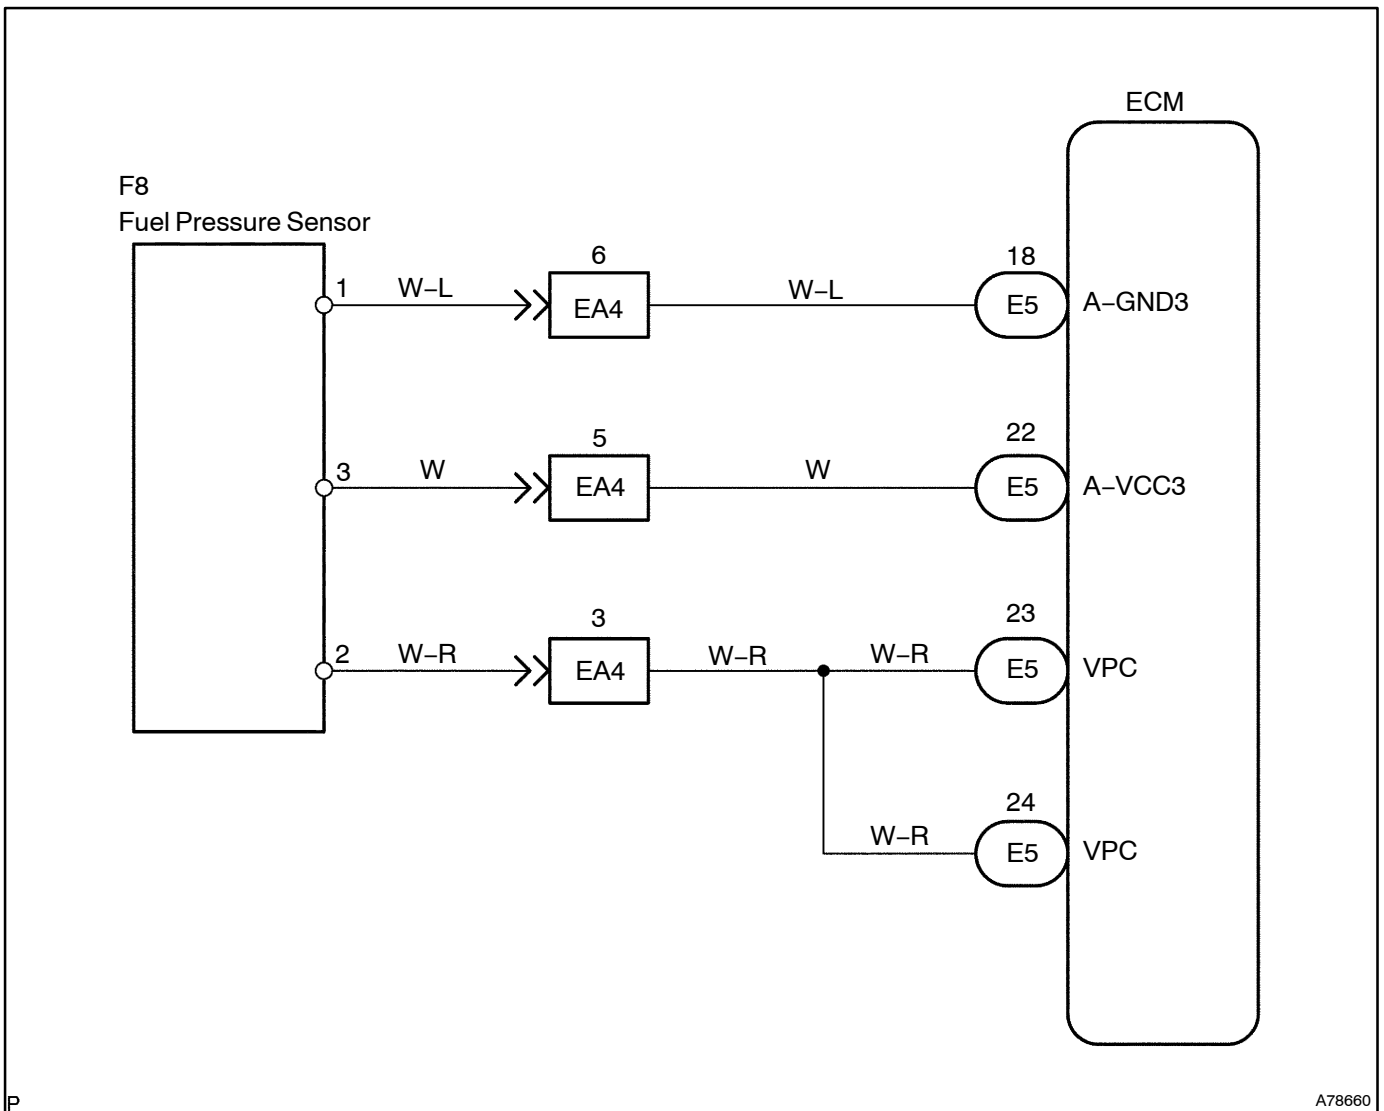 ECM
F8
Fuel Pressure Sensor
1 W–L 6 EA4 W–L 18 E5 A–GND3
3 W 5 EA4 W 22 E5 A–VCC3
2 W–R 3 EA4 W–R W–R 23 E5 VPC
W–R 24 E5 VPC
P
A78660